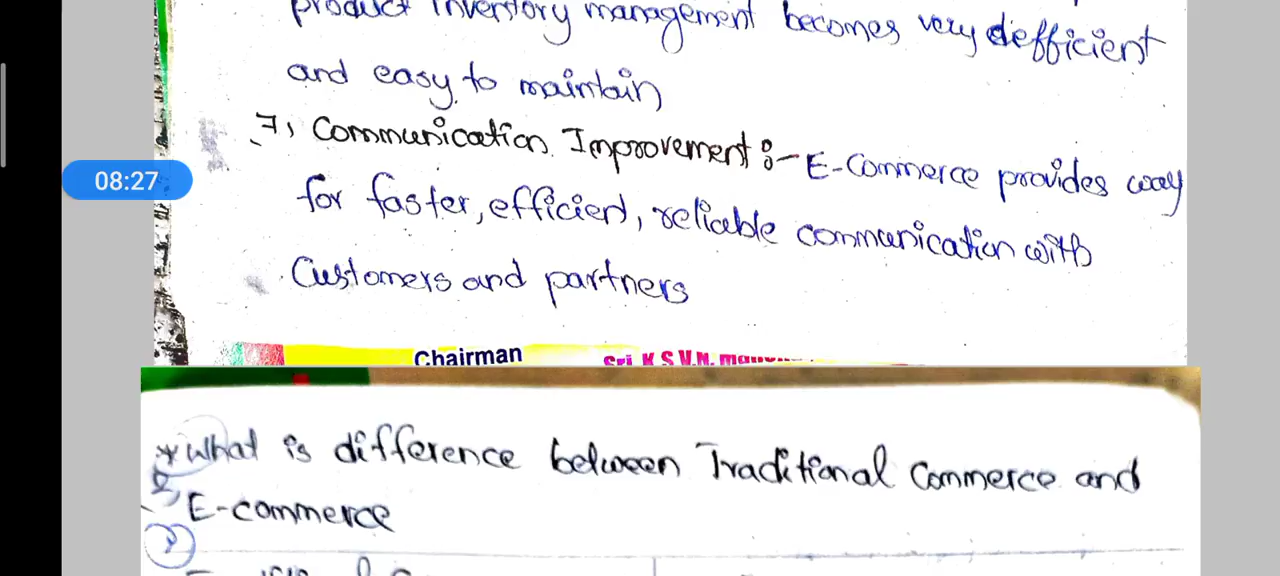 product inventory management becomes very defficient
and easy to maintain
7, Communication Improvement :- E-Commerce provides way
for faster, efficient, reliable communication with
08:27
Customers and partners
Chairman Sri K.S.V.N.
*What is difference between Traditional Commerce and
E-commerce